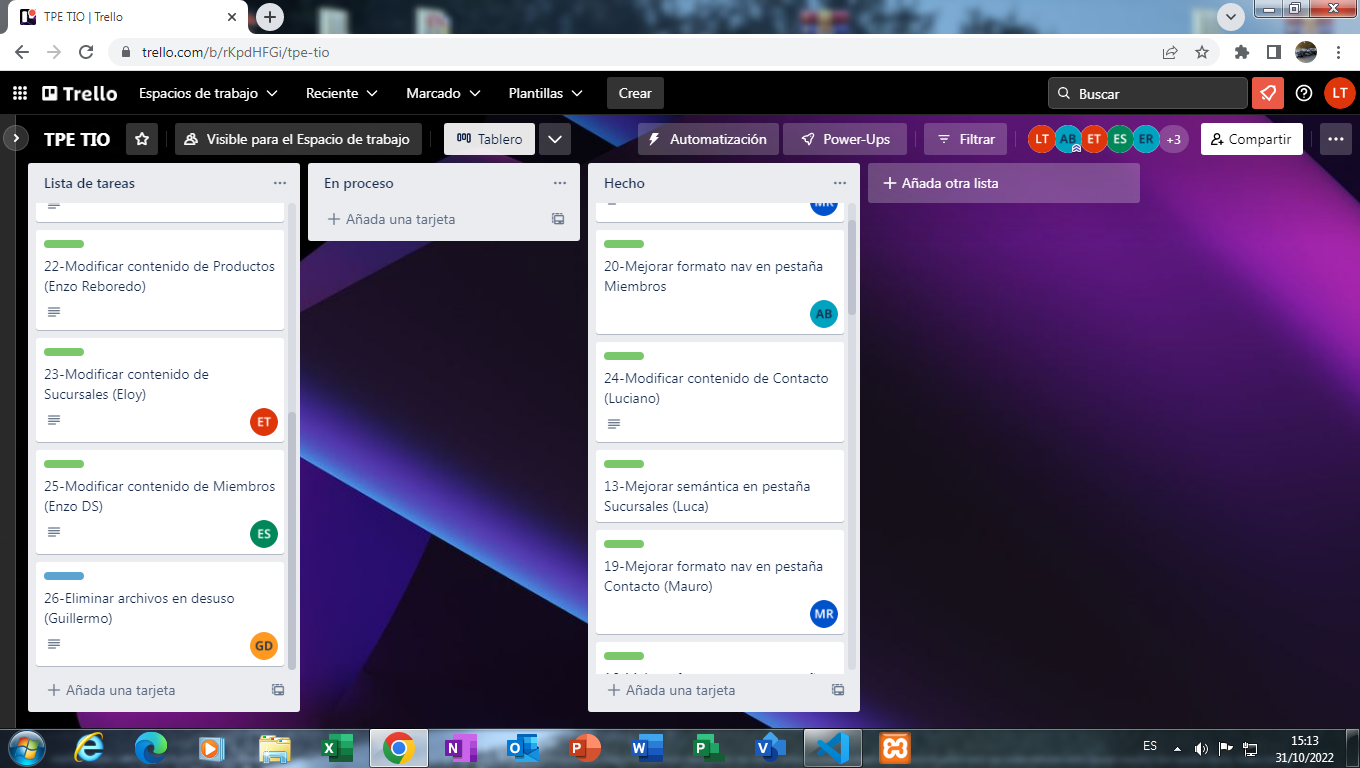 TPE TIO | Trello
trello.com/b/rKpdHFGi/tpe-tio
Trello
Espacios de trabajo
Reciente
Marcado
Plantillas
Crear
Buscar
LT
TPE TIO
Visible para el Espacio de trabajo
Tablero
Automatización
Power-Ups
Filtrar
LT
AB
ET
ES
ER
+3
Compartir
Lista de tareas
22-Modificar contenido de Productos
(Enzo Reboredo)
23-Modificar contenido de
Sucursales (Eloy)
ET
25-Modificar contenido de Miembros
(Enzo DS)
ES
26-Eliminar archivos en desuso
(Guillermo)
GD
Añada una tarjeta
En proceso
Añada una tarjeta
Hecho
MR
20-Mejorar formato nav en pestaña
Miembros
AB
24-Modificar contenido de Contacto
(Luciano)
13-Mejorar semántica en pestaña
Sucursales (Luca)
19-Mejorar formato nav en pestaña
Contacto (Mauro)
MR
Añada una tarjeta
Añada otra lista
ES
15:13
31/10/2022